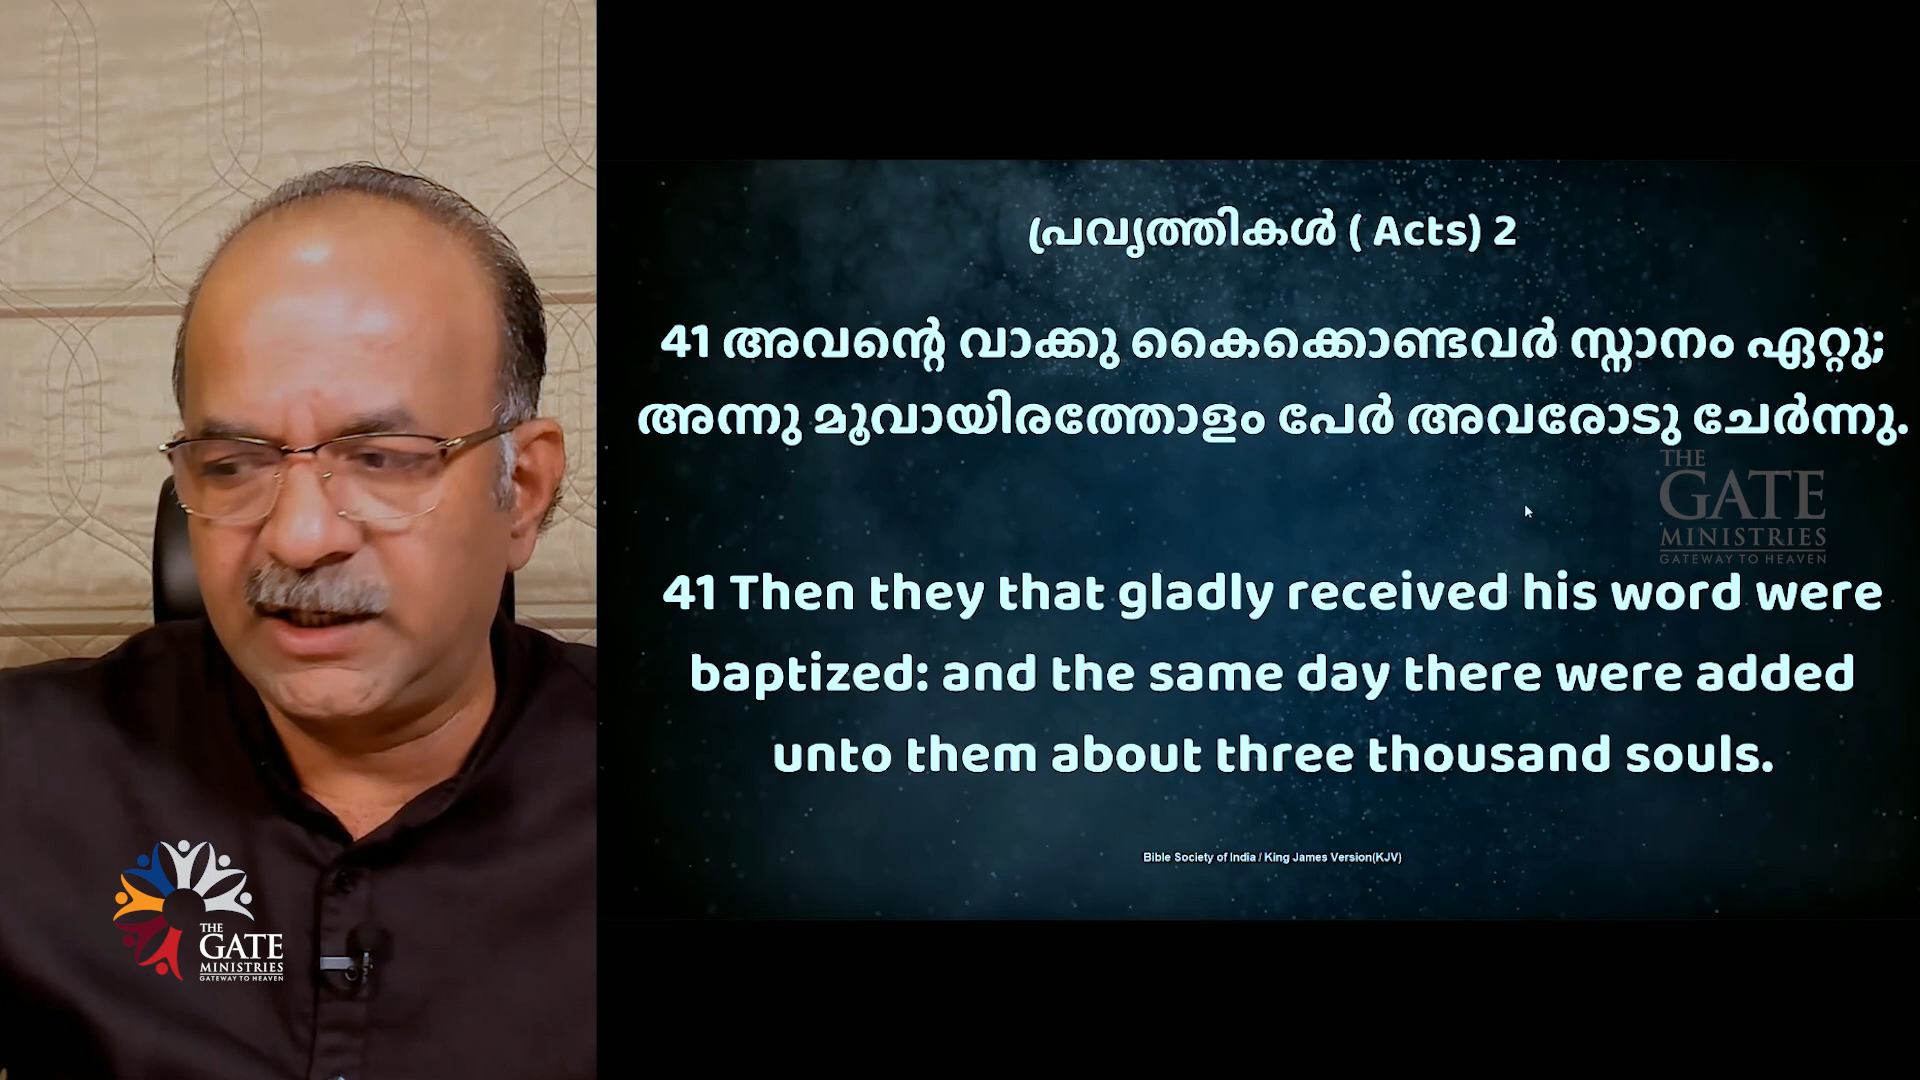 പ്രവൃത്തികൾ ( Acts) 2
41 അവന്റെ വാക്കു കൈക്കൊണ്ടവർ സ്നാനം ഏറ്റു;
അന്നു മൂവായിരത്തോളം പേർ അവരോടു ചേർന്നു.
THE
GATE
MINISTRIES
GATEWAY TO HEAVEN
41 Then they that gladly received his word were
baptized: and the same day there were added
unto them about three thousand souls.
Bible Society of India / King James Version(KJV)
THE
GATE
MINISTRIES
GATEWAY TO HEAVEN